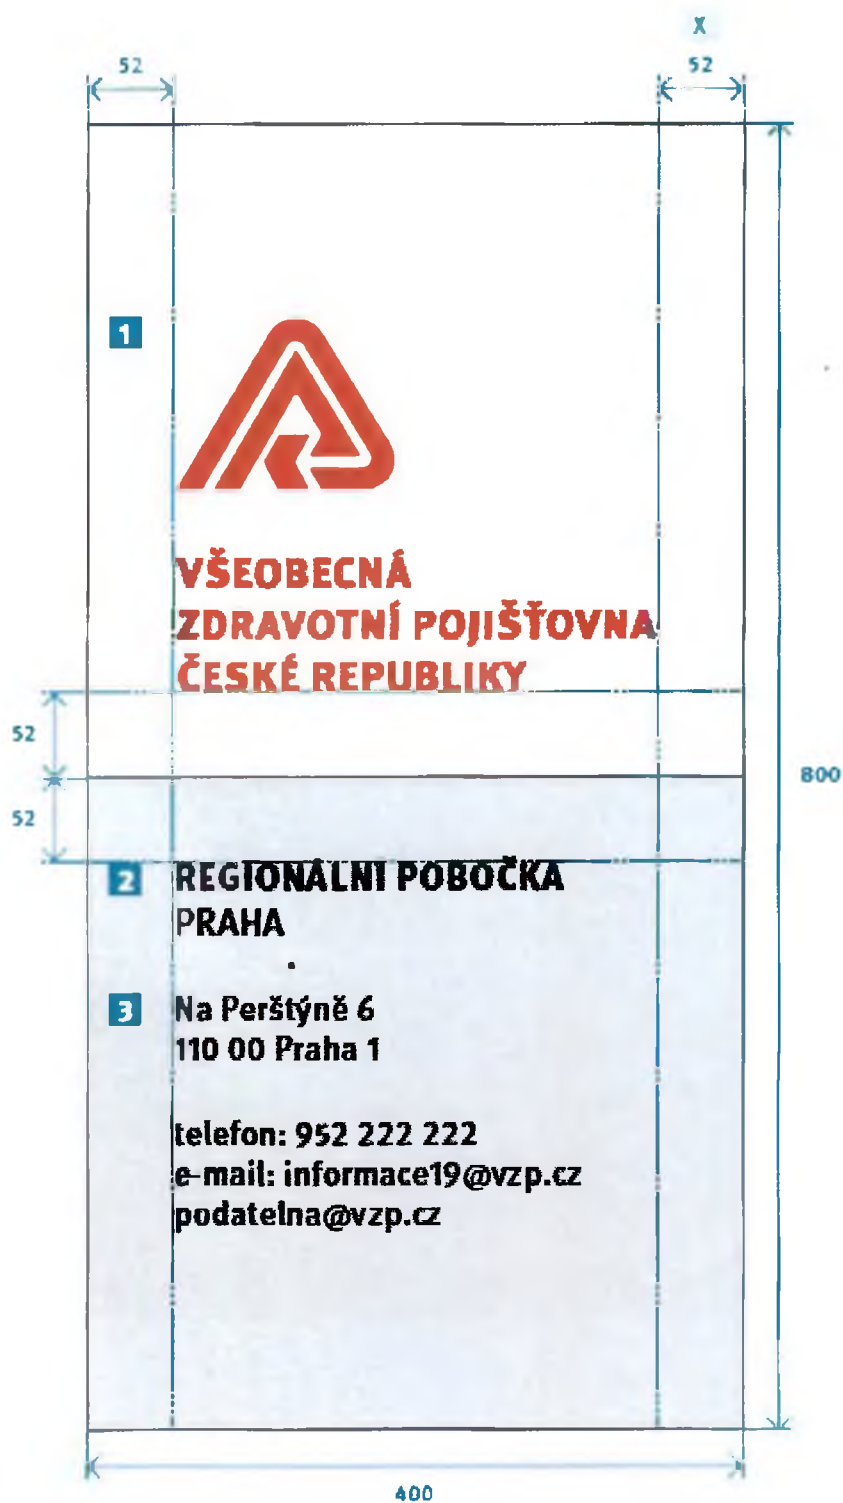 X
52
52
1
VŠEOBECNÁ
ZDRAVOTNÍ POJIŠŤOVNA
ČESKÉ REPUBLIKY
52
800
52
2 REGIONÁLNÍ POBOČKA
PRAHA
3 Na Perštýně 6
110 00 Praha 1
telefon: 952 222 222
e-mail: informace19@vzp.cz
podatelna@vzp.cz
400